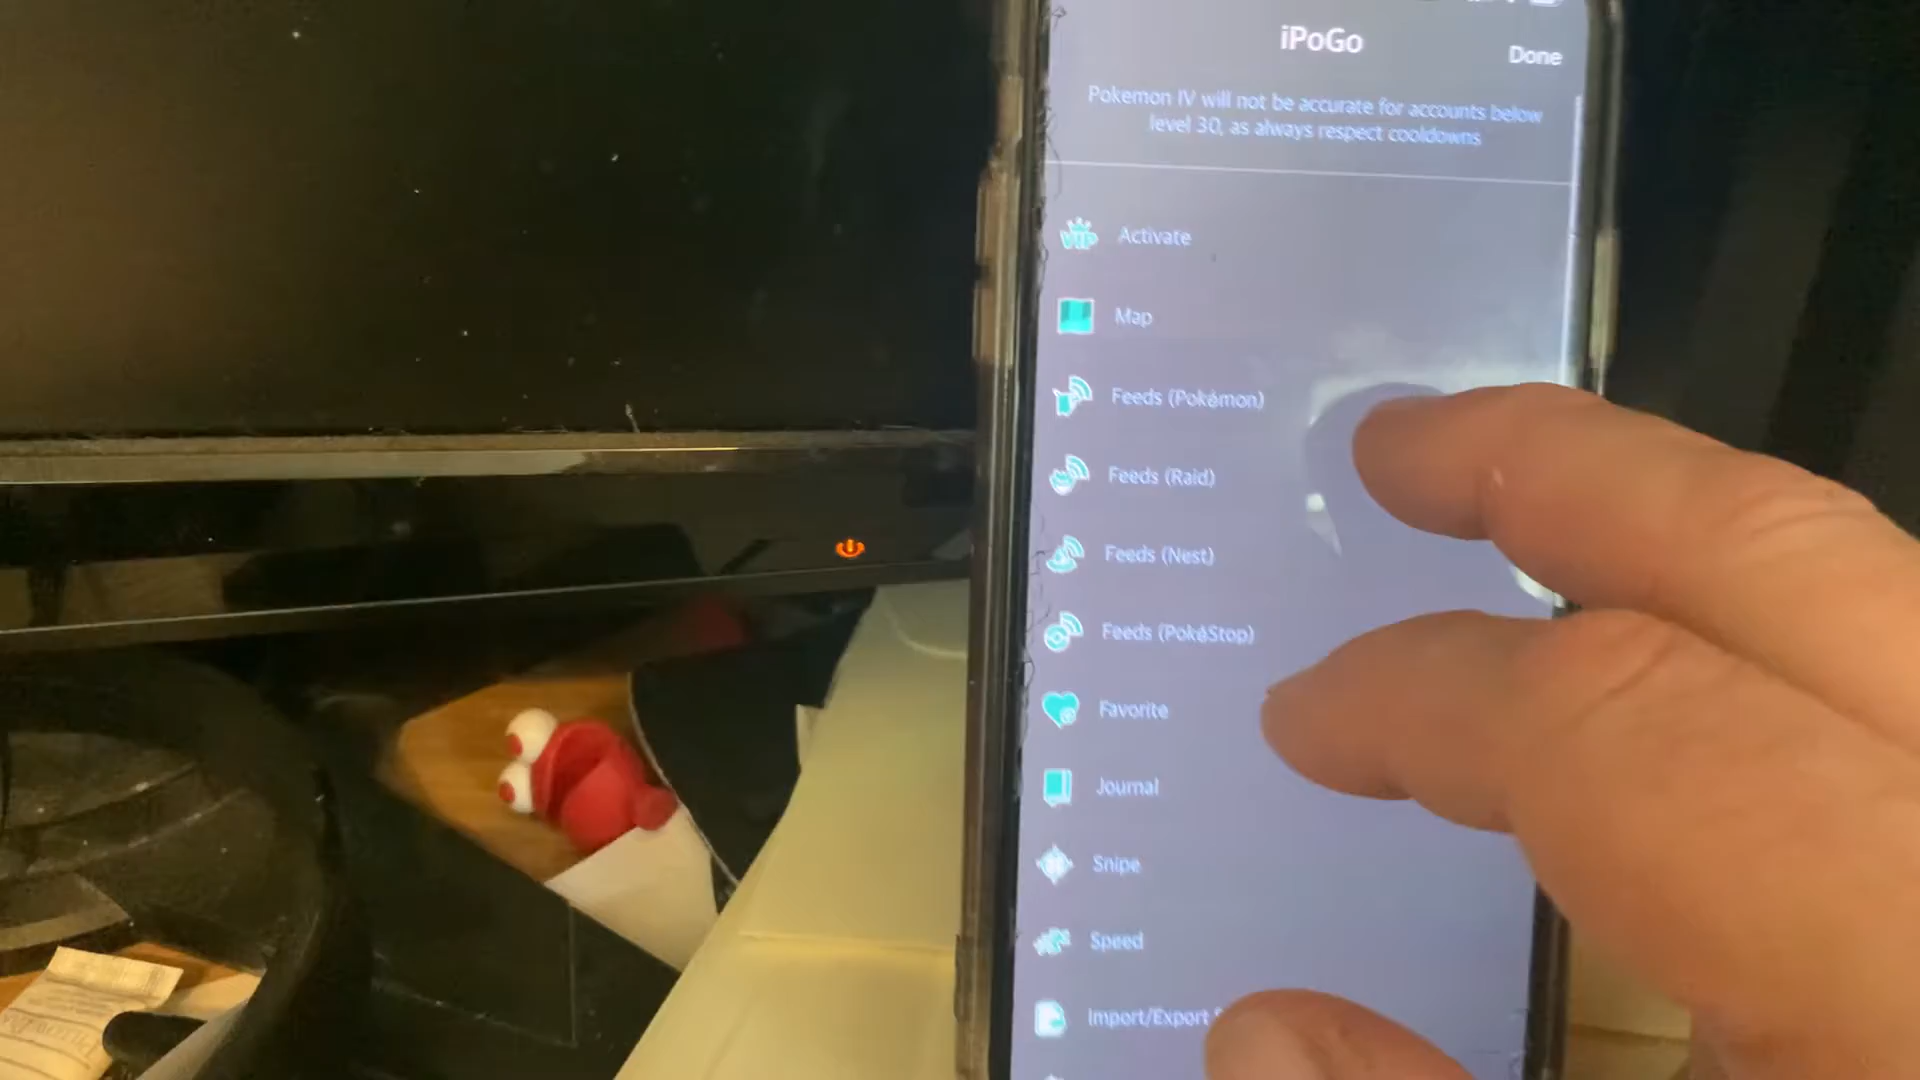 iPoGo
Done
Pokemon IV will not be accurate for accounts below
level 30, as always respect cooldowns
VIP
Activate
Map
Feeds (Pokémon)
Feeds (Raid)
Feeds (Nest)
Feeds (PokéStop)
Favorite
Journal
Snipe
Speed
Import/Export